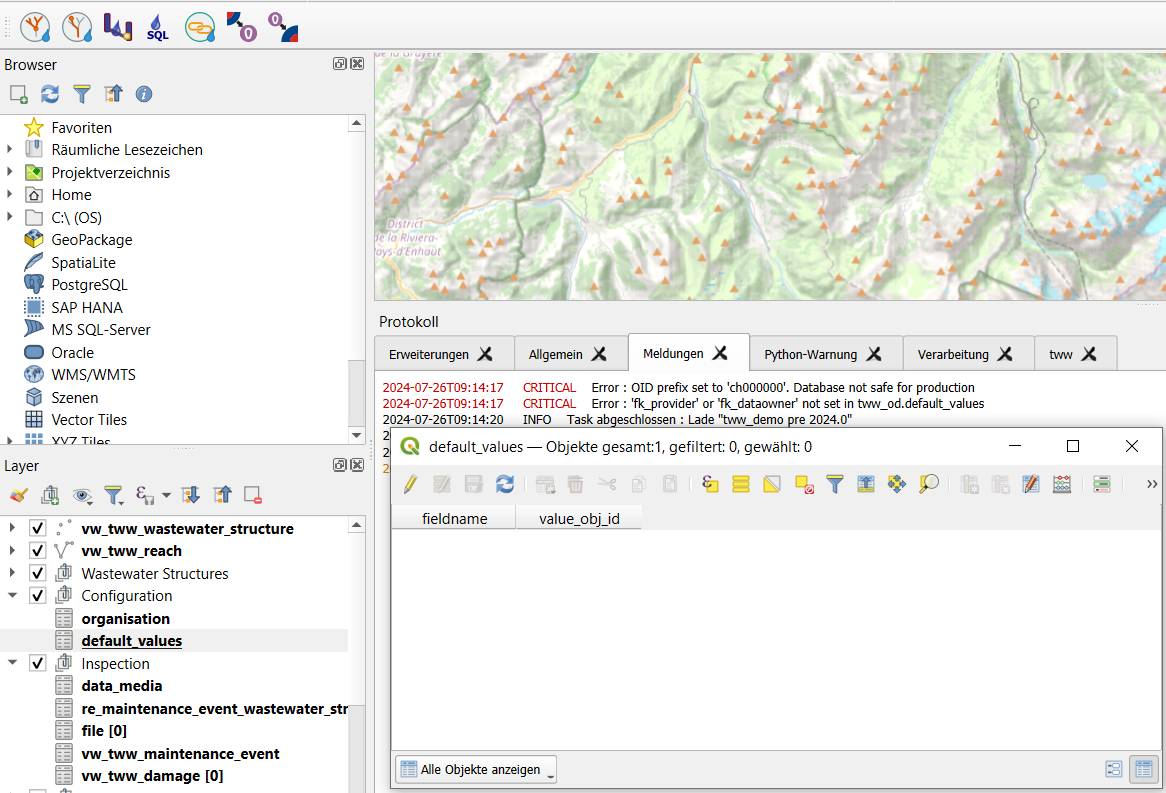 SQL
0
0
Browser
Favoriten
Räumliche Lesezeichen
Projektverzeichnis
Home
C:\ (OS)
GeoPackage
SpatiaLite
PostgreSQL
SAP HANA
MS SQL-Server
Oracle
WMS/WMTS
Szenen
Vector Tiles
XYZ Tiles
Layer
vw_tww_wastewater_structure
vw_tww_reach
Wastewater Structures
Configuration
organisation
default_values
Inspection
data_media
re_maintenance_event_wastewater_str
file [0]
vw_tww_maintenance_event
vw_tww_damage [0]
de la Gruyère
District
de la Riviera-
Pays-d'Enhaut
Protokoll
Erweiterungen
Allgemein
Meldungen
Python-Warnung
Verarbeitung
tww
2024-07-26T09:14:17 CRITICAL Error : OID prefix set to 'ch000000'. Database not safe for production
2024-07-26T09:14:17 CRITICAL Error : 'fk_provider' or 'fk_dataowner' not set in tww_od.default_values
2024-07-26T09:14:20 INFO Task abgeschlossen : Lade "tww_demo pre 2024.0"
2
2
2
default_values — Objekte gesamt:1, gefiltert: 0, gewählt: 0
fieldname value_obj_id
Alle Objekte anzeigen